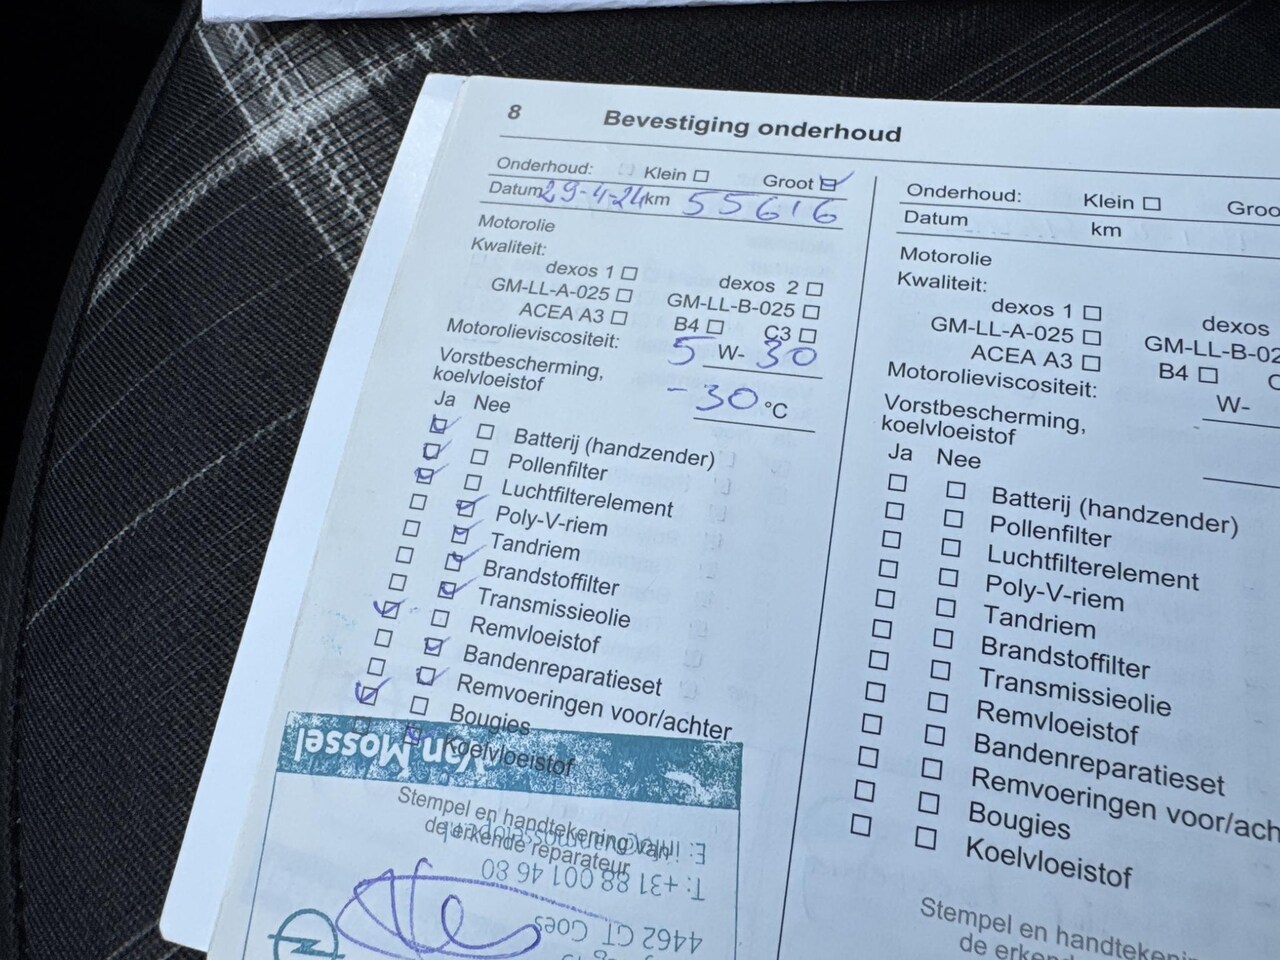 8 Bevestiging onderhoud
Onderhoud: Klein Groot
Datum 29-4-24 km 55616
Motorolie
Kwaliteit:
dexos 1 dexos 2
GM-LL-A-025 GM-LL-B-025
ACEA A3 B4 C3
Motorolieviscositeit: 5 W- 30
Vorstbescherming,
koelvloeistof -30 °C
Ja Nee
Batterij (handzender)
Pollenfilter
Luchtfilterelement
Poly-V-riem
Tandriem
Brandstoffilter
Transmissieolie
Remvloeistof
Bandenreparatieset
Remvoeringen voor/achter
Bougies
Koelvloeistof
Van Mossel
Stempel en handtekening van
de erkende reparateur
T: +31 88 001 46 80
4462 GT Goes
Onderhoud: Klein Groo
Datum km
Motorolie
Kwaliteit:
dexos 1 dexos
GM-LL-A-025 GM-LL-B-02
ACEA A3 B4 C
Motorolieviscositeit:
W-
Vorstbescherming,
koelvloeistof
Ja Nee
Batterij (handzender)
Pollenfilter
Luchtfilterelement
Poly-V-riem
Tandriem
Brandstoffilter
Transmissieolie
Remvloeistof
Bandenreparatieset
Remvoeringen voor/ach
Bougies
Koelvloeistof
Stempel en handtekening
de erken